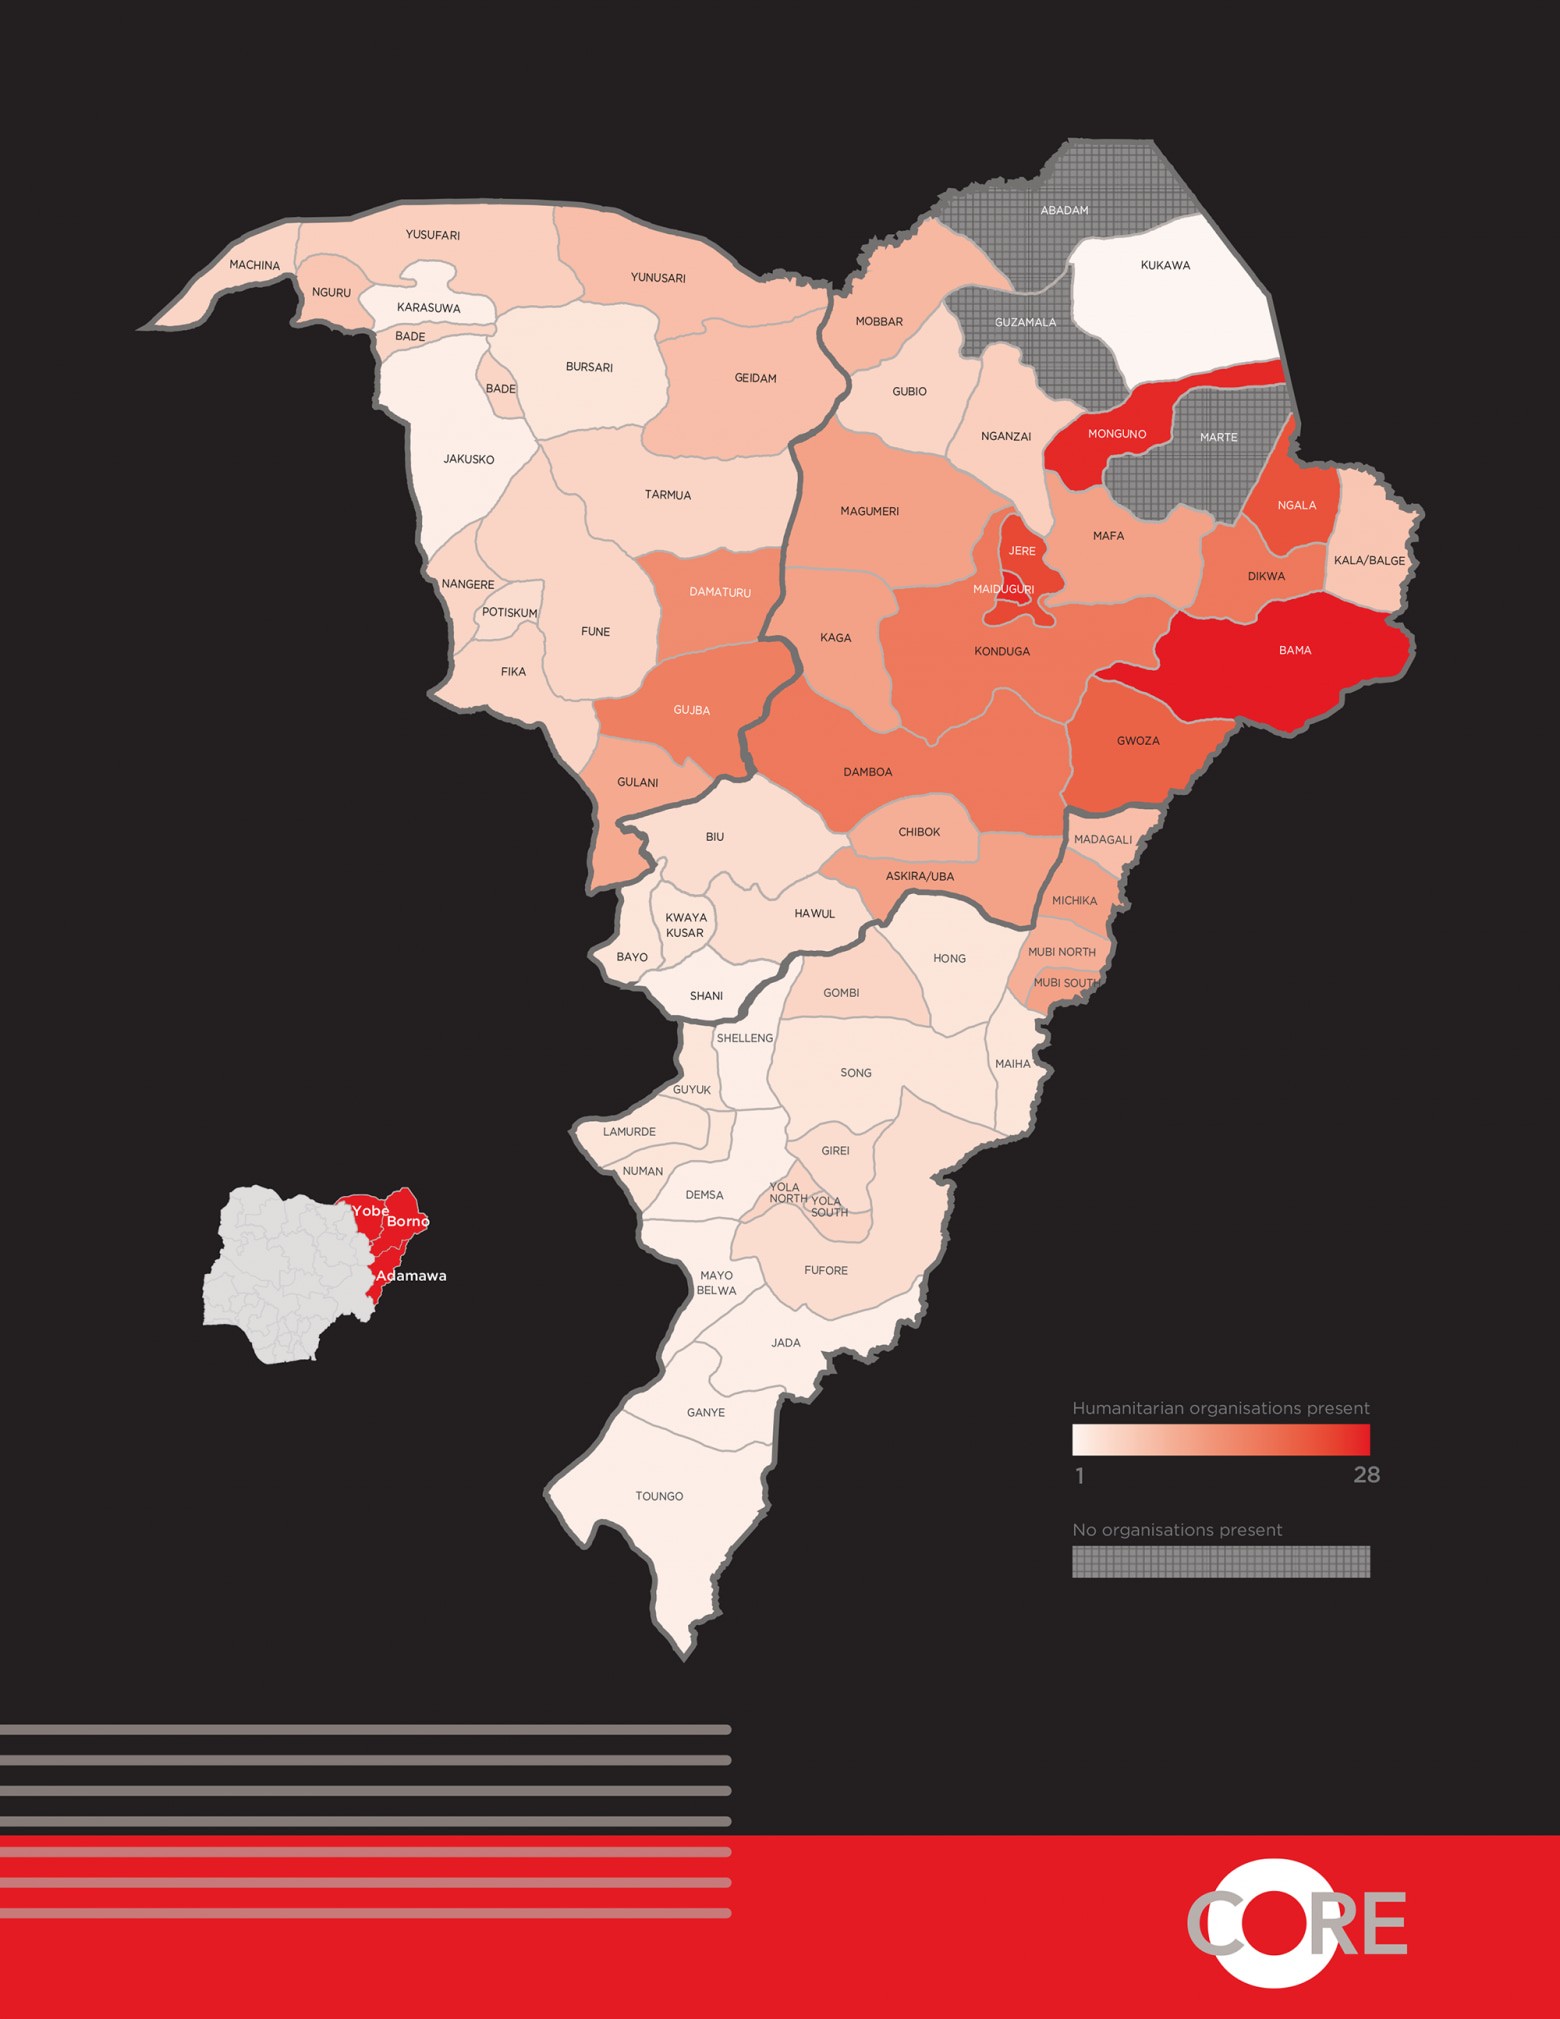 ABADAM
YUSUFARI
MACHINA
KUKAWA
YUNUSARI
NGURU
KARASUWA
MOBBAR
GUZAMALA
BADE
BURSARI
GEIDAM
BADE
GUBIO
NGANZAI
MONGUNO
MARTE
JAKUSKO
TARMUA
MAGUMERI
NGALA
MAFA
JERE
KALA/BALGE
DIKWA
NANGERE
DAMATURU
MAIDUGURI
POTISKUM
FUNE
KAGA
KONDUGA
BAMA
FIKA
GUJBA
GWOZA
DAMBOA
GULANI
BIU
CHIBOK
MADAGALI
ASKIRA/UBA
MICHIKA
KWAYA
KUSAR
HAWUL
BAYO
HONG
MUBI NORTH
MUBI SOUTH
SHANI
GOMBI
SHELLENG
MAIHA
SONG
GUYUK
LAMURDE
GIREI
NUMAN
DEMSA
YOLA
NORTH
YOLA
SOUTH
Yobe
Borno
Adamawa
FUFORE
MAYO
BELWA
JADA
GANYE
TOUNGO
Humanitarian organisations present
1 28
No organisations present
CORE